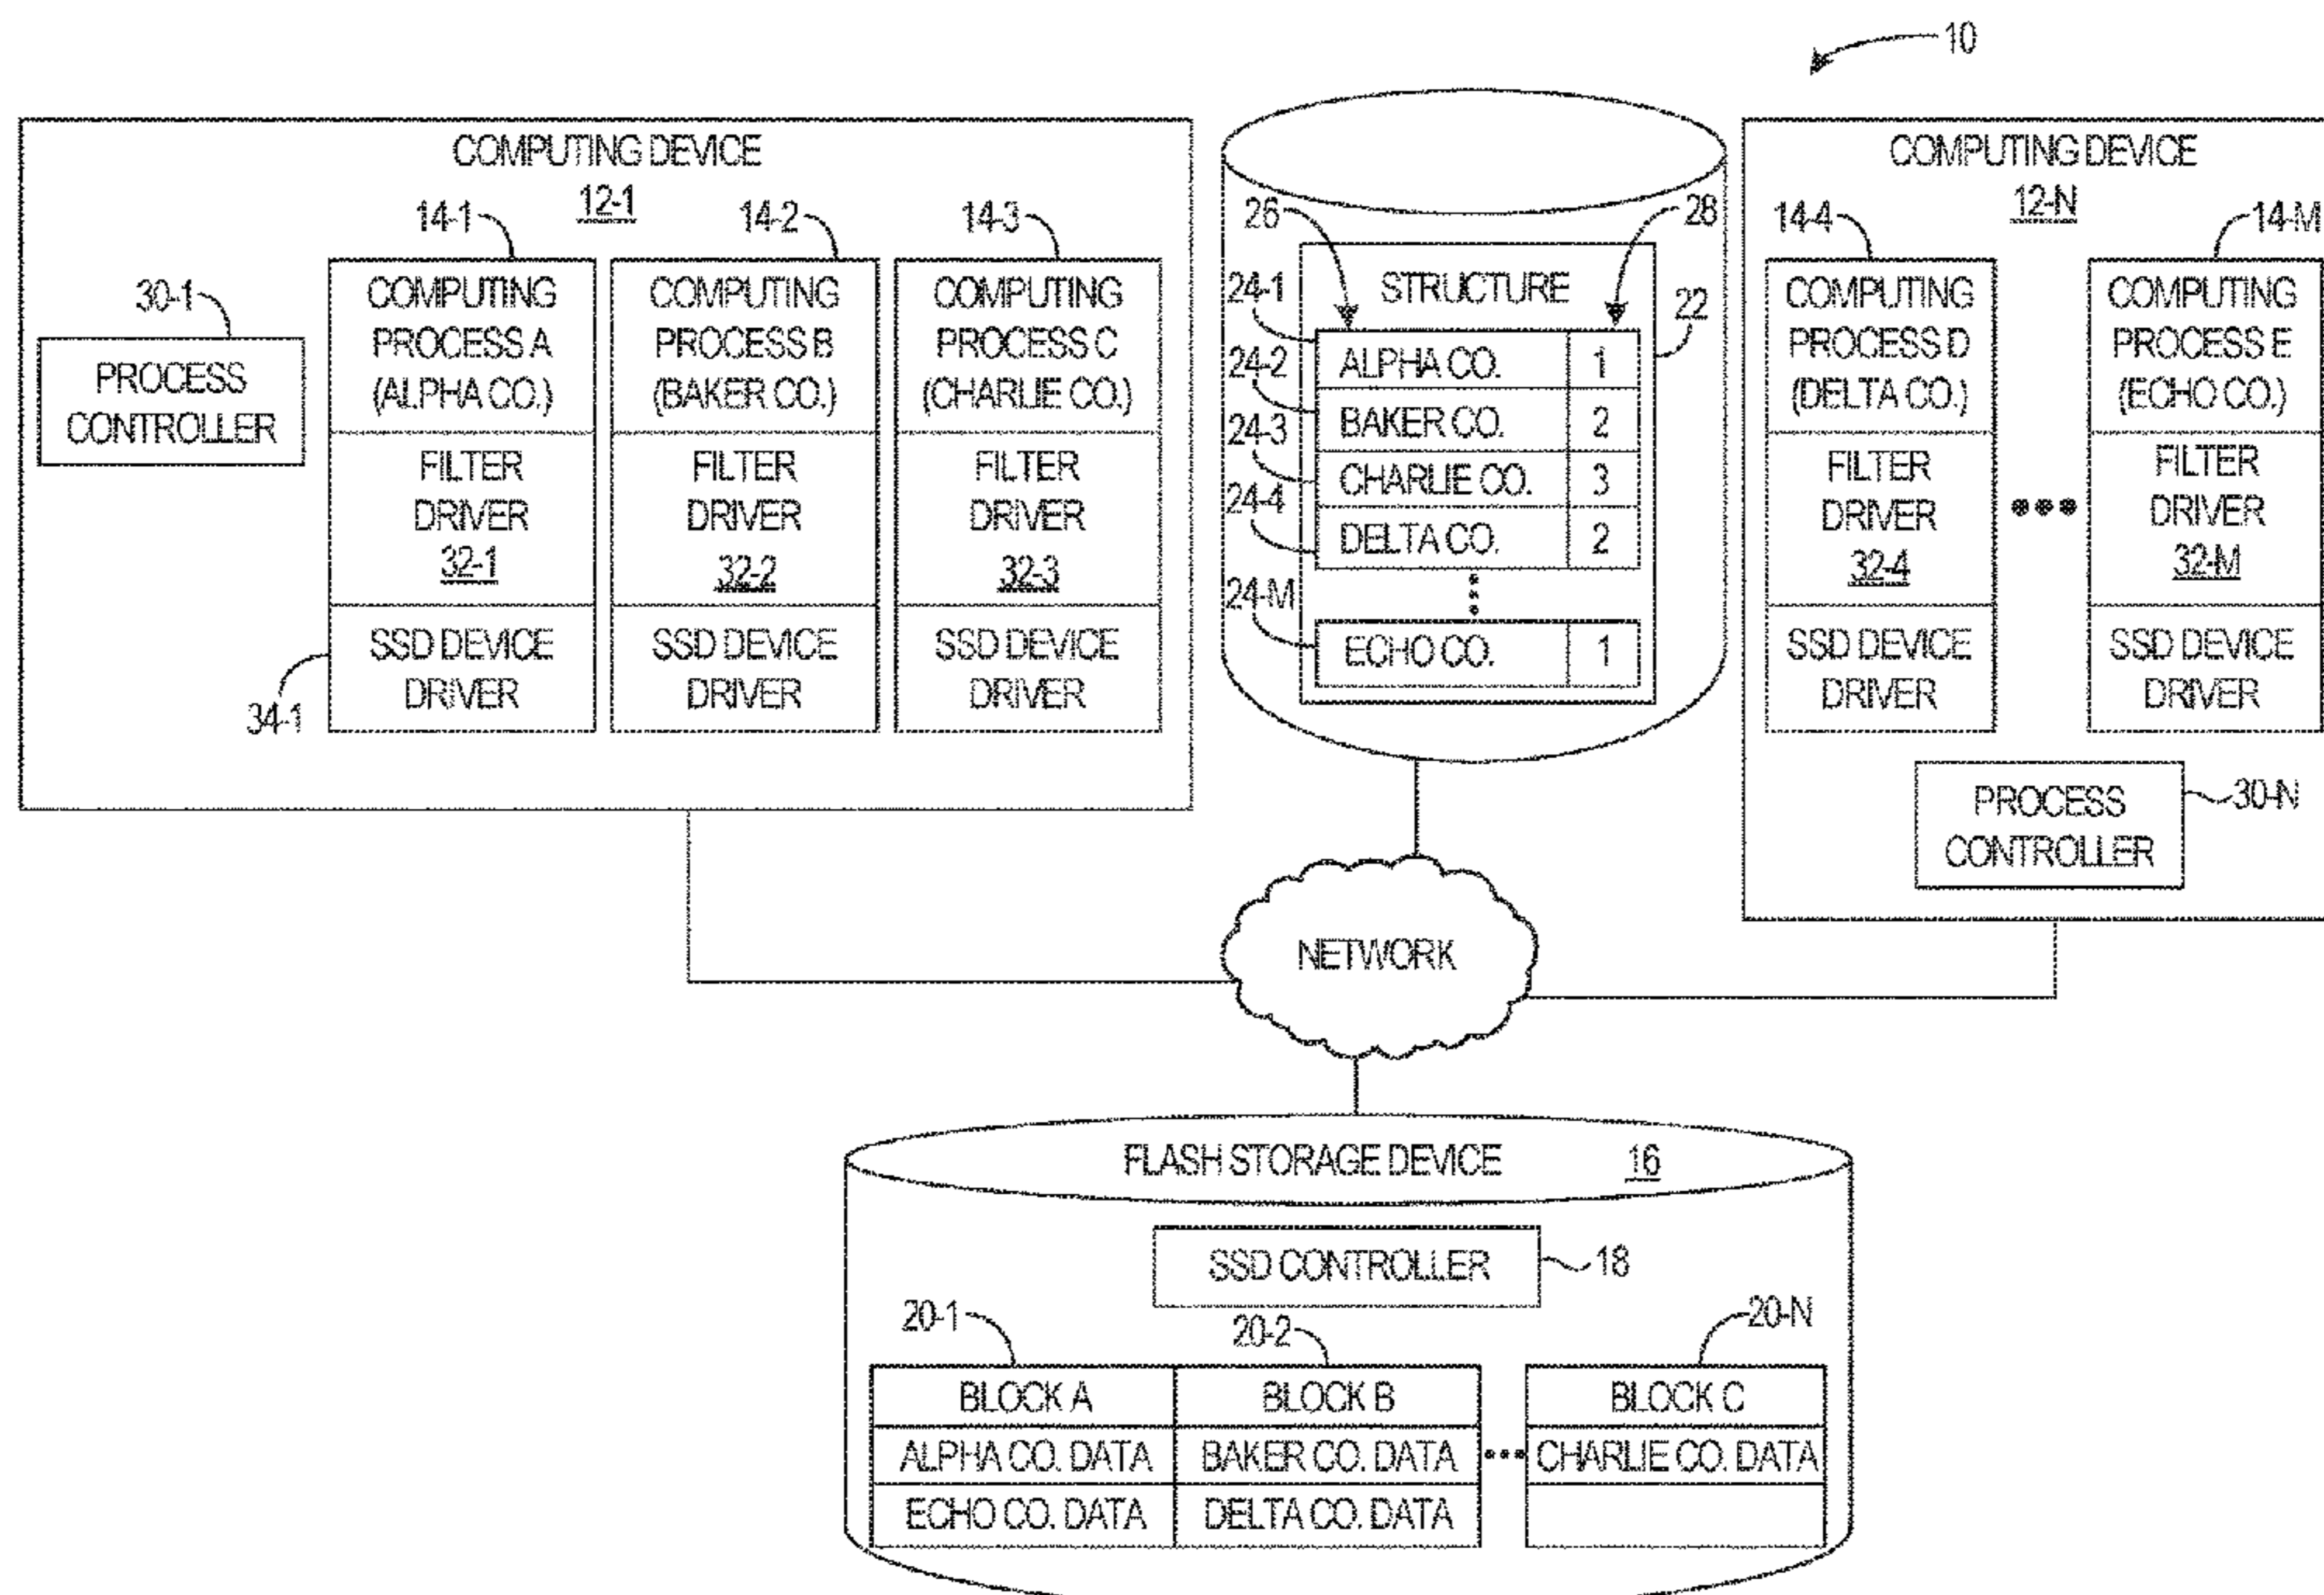 10
COMPUTING DEVICE
12-1
14-1
14-2
14-3
30-1
PROCESS
CONTROLLER
COMPUTING
PROCESS A
(ALPHA CO.)
FILTER
DRIVER
32-1
SSD DEVICE
DRIVER
34-1
COMPUTING
PROCESS B
(BAKER CO.)
FILTER
DRIVER
32-2
SSD DEVICE
DRIVER
COMPUTING
PROCESS C
(CHARLIE CO.)
FILTER
DRIVER
32-3
SSD DEVICE
DRIVER
26
28
STRUCTURE
22
24-1
ALPHA CO. 1
24-2
BAKER CO. 2
24-3
CHARLIE CO. 3
24-4
DELTA CO. 2
24-M
ECHO CO. 1
COMPUTING DEVICE
12-N
14-4
14-M
COMPUTING
PROCESS D
(DELTA CO.)
FILTER
DRIVER
32-4
SSD DEVICE
DRIVER
COMPUTING
PROCESS E
(ECHO CO.)
FILTER
DRIVER
32-M
SSD DEVICE
DRIVER
PROCESS
CONTROLLER
30-N
NETWORK
FLASH STORAGE DEVICE 16
SSD CONTROLLER
18
20-1
20-2
20-N
BLOCK A
ALPHA CO. DATA
ECHO CO. DATA
BLOCK B
BAKER CO. DATA
DELTA CO. DATA
BLOCK C
CHARLIE CO. DATA